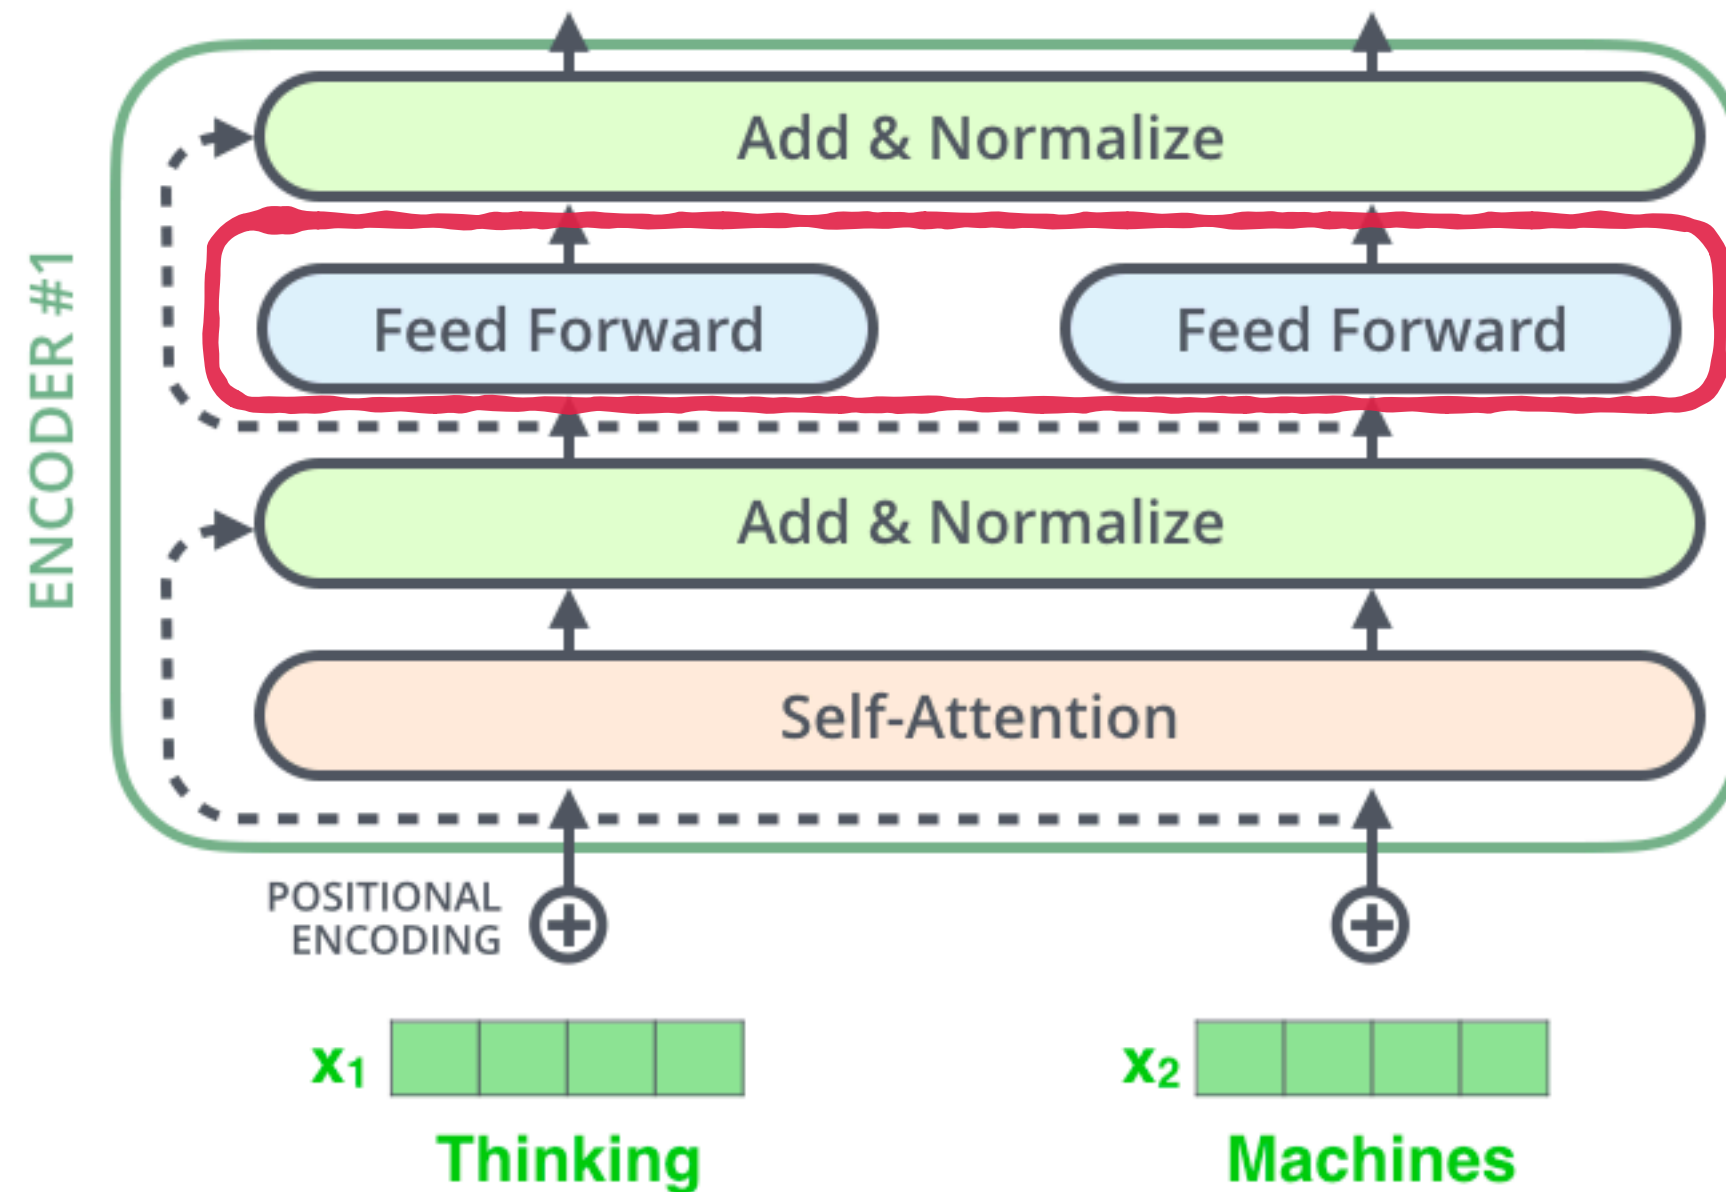 Add & Normalize
Feed Forward
Feed Forward
ENCODER #1
Add & Normalize
Self-Attention
POSITIONAL
ENCODING
x₁
x₂
Thinking
Machines